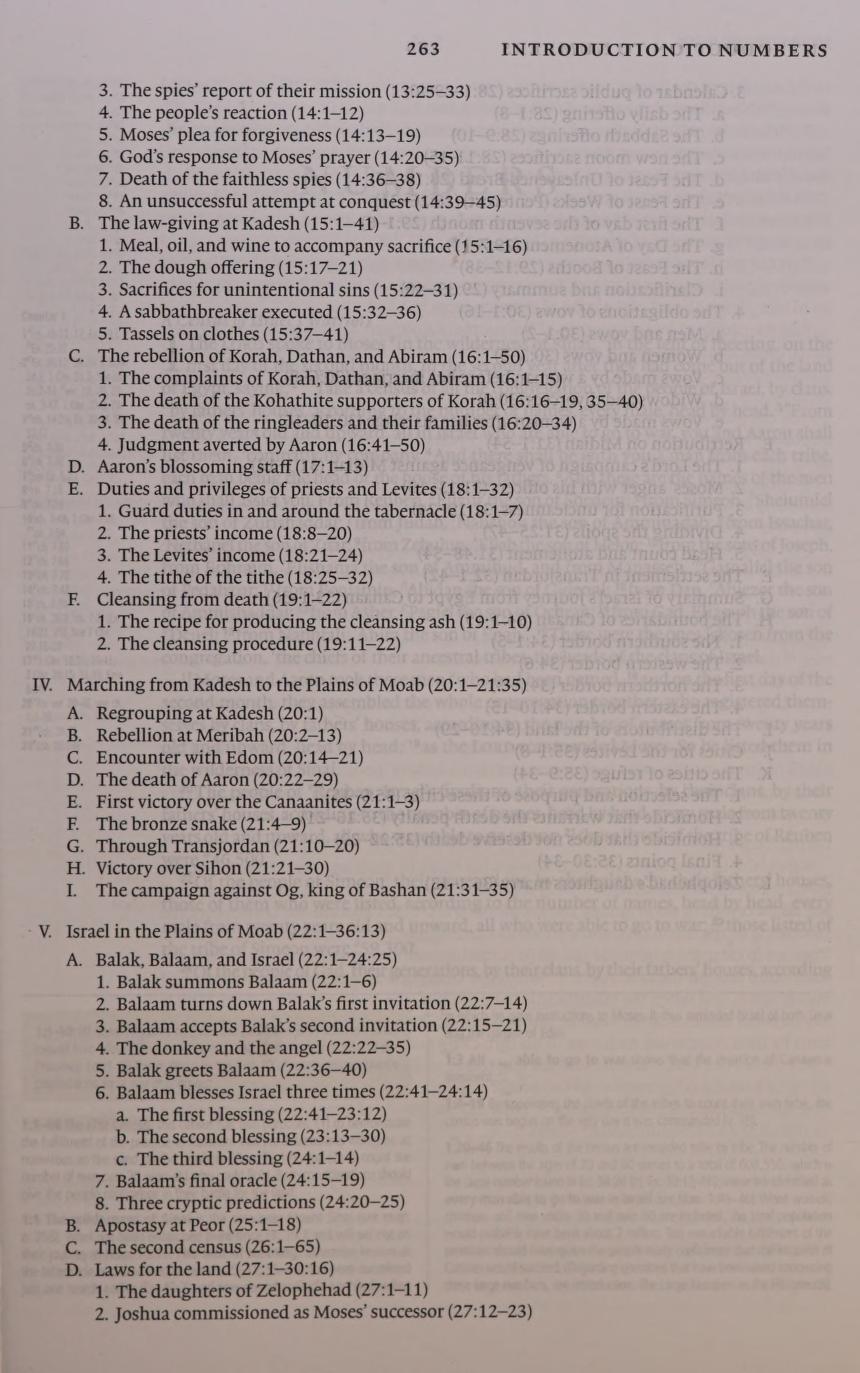 263 INTRODUCTION TO NUMBERS
3. The spies’ report of their mission (13:25–33)
4. The people’s reaction (14:1–12)
5. Moses’ plea for forgiveness (14:13–19)
6. God’s response to Moses’ prayer (14:20–35)
7. Death of the faithless spies (14:36–38)
8. An unsuccessful attempt at conquest (14:39–45)
B. The law-giving at Kadesh (15:1–41)
1. Meal, oil, and wine to accompany sacrifice (15:1–16)
2. The dough offering (15:17–21)
3. Sacrifices for unintentional sins (15:22–31)
4. A sabbathbreaker executed (15:32–36)
5. Tassels on clothes (15:37–41)
C. The rebellion of Korah, Dathan, and Abiram (16:1–50)
1. The complaints of Korah, Dathan, and Abiram (16:1–15)
2. The death of the Kohathite supporters of Korah (16:16–19, 35–40)
3. The death of the ringleaders and their families (16:20–34)
4. Judgment averted by Aaron (16:41–50)
D. Aaron’s blossoming staff (17:1–13)
E. Duties and privileges of priests and Levites (18:1–32)
1. Guard duties in and around the tabernacle (18:1–7)
2. The priests’ income (18:8–20)
3. The Levites’ income (18:21–24)
4. The tithe of the tithe (18:25–32)
F. Cleansing from death (19:1–22)
1. The recipe for producing the cleansing ash (19:1–10)
2. The cleansing procedure (19:11–22)
IV. Marching from Kadesh to the Plains of Moab (20:1–21:35)
A. Regrouping at Kadesh (20:1)
B. Rebellion at Meribah (20:2–13)
C. Encounter with Edom (20:14–21)
D. The death of Aaron (20:22–29)
E. First victory over the Canaanites (21:1–3)
F. The bronze snake (21:4–9)
G. Through Transjordan (21:10–20)
H. Victory over Sihon (21:21–30)
I. The campaign against Og, king of Bashan (21:31–35)
V. Israel in the Plains of Moab (22:1–36:13)
A. Balak, Balaam, and Israel (22:1–24:25)
1. Balak summons Balaam (22:1–6)
2. Balaam turns down Balak’s first invitation (22:7–14)
3. Balaam accepts Balak’s second invitation (22:15–21)
4. The donkey and the angel (22:22–35)
5. Balak greets Balaam (22:36–40)
6. Balaam blesses Israel three times (22:41–24:14)
a. The first blessing (22:41–23:12)
b. The second blessing (23:13–30)
c. The third blessing (24:1–14)
7. Balaam’s final oracle (24:15–19)
8. Three cryptic predictions (24:20–25)
B. Apostasy at Peor (25:1–18)
C. The second census (26:1–65)
D. Laws for the land (27:1–30:16)
1. The daughters of Zelophehad (27:1–11)
2. Joshua commissioned as Moses’ successor (27:12–23)